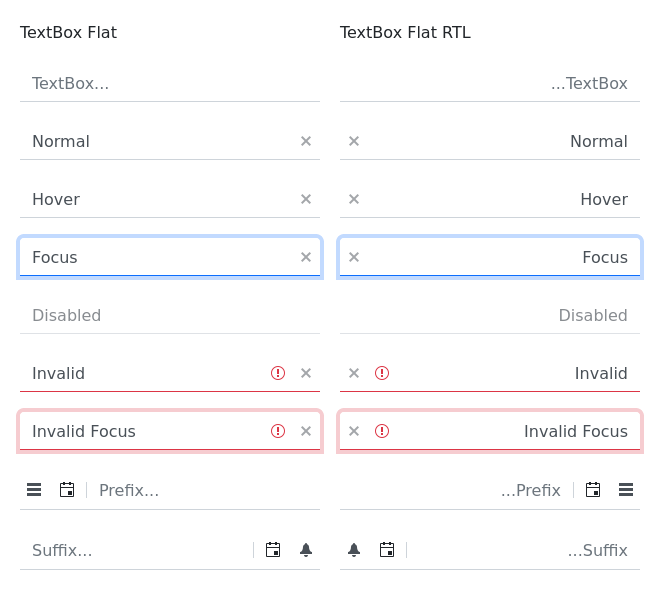 TextBox Flat
TextBox Flat RTL
TextBox...
...TextBox
Normal
Normal
Hover
Hover
Focus
Focus
Disabled
Disabled
Invalid
Invalid
Invalid Focus
Invalid Focus
Prefix...
...Prefix
Suffix...
...Suffix